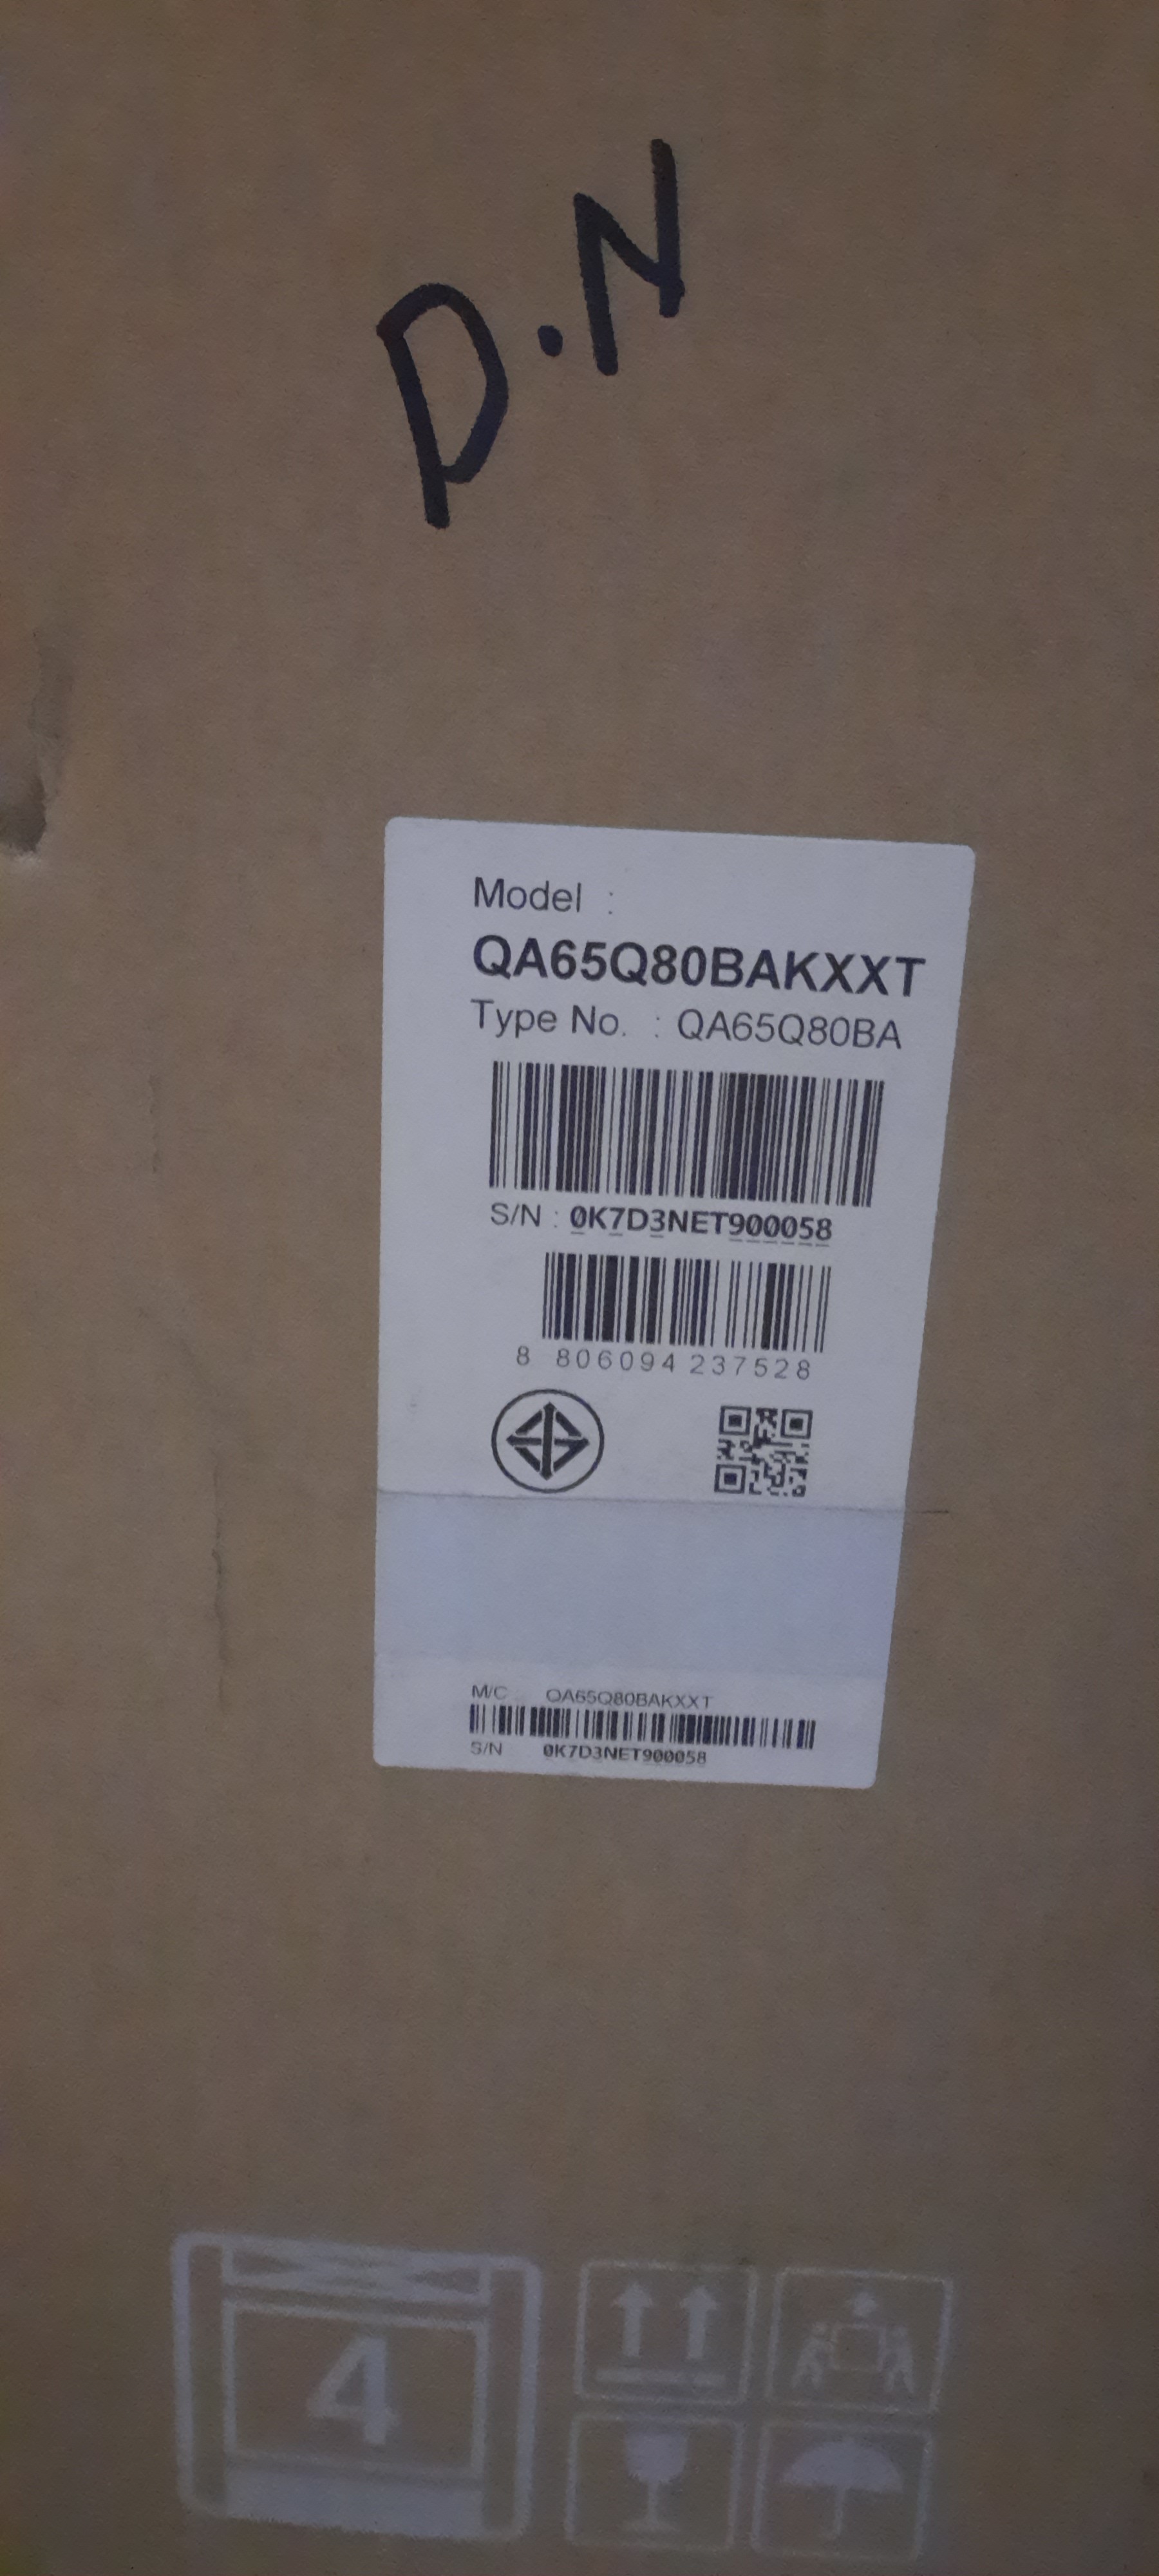 D.N
Model :
QA65Q80BAKXXT
Type No. : QA65Q80BA
S/N : 0K7D3NET900058
8 806094 237528
M/C QA65Q80BAKXXT
S/N 0K7D3NET900058
4